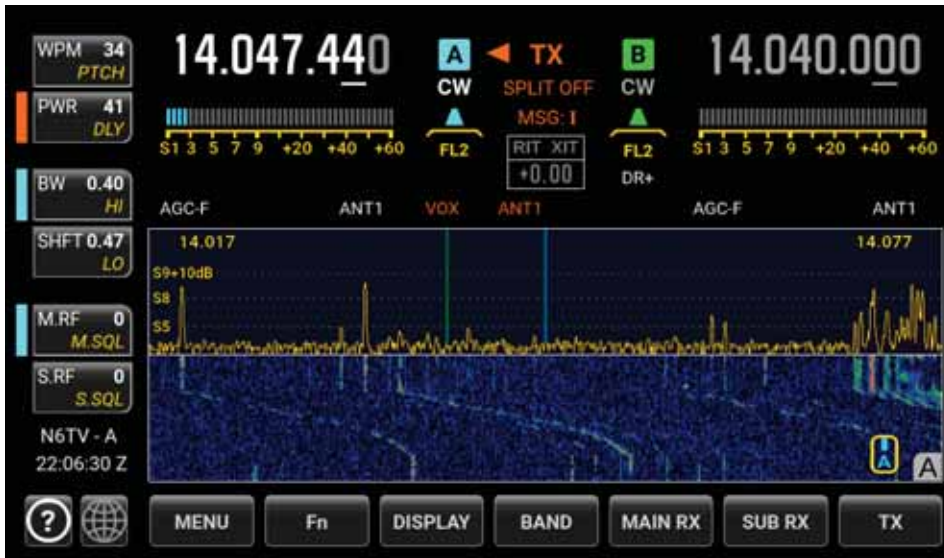 WPM 34
PTCH
14.047.440
A
TX
B
14.040.000
CW
SPLIT OFF
CW
PWR 41
DLY
MSG: I
S1 3 5 7 9 +20 +40 +60
FL2
RIT XIT
+0.00
FL2
DR+
S1 3 5 7 9 +20 +40 +60
BW 0.40
HI
AGC-F
ANT1
VOX
ANT1
AGC-F
ANT1
SHFT 0.47
LO
14.017
14.077
S9+10dB
S8
S5
M.RF 0
M.SQL
S.RF 0
S.SQL
N6TV - A
22:06:30 Z
A
A
?
MENU
Fn
DISPLAY
BAND
MAIN RX
SUB RX
TX